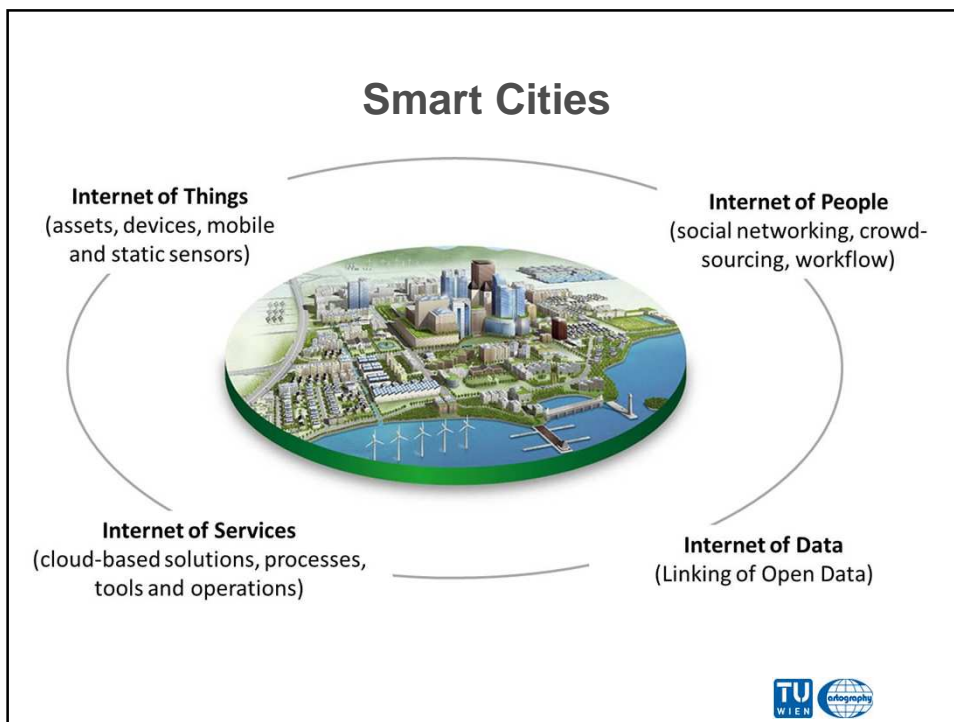 Smart Cities
Internet of Things
(assets, devices, mobile
and static sensors)
Internet of People
(social networking, crowd-
sourcing, workflow)
Internet of Services
(cloud-based solutions, processes,
tools and operations)
Internet of Data
(Linking of Open Data)
TU
WIEN
cartography